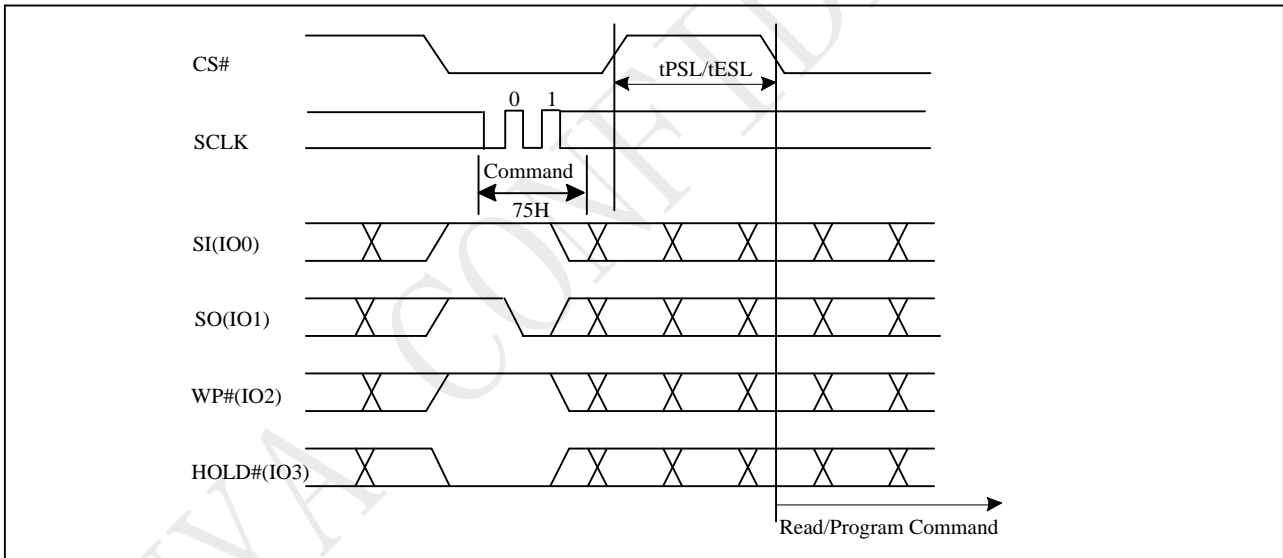 CS#
tPSL/tESL
0 1
SCLK
Command
75H
SI(IO0)
SO(IO1)
WP#(IO2)
HOLD#(IO3)
Read/Program Command